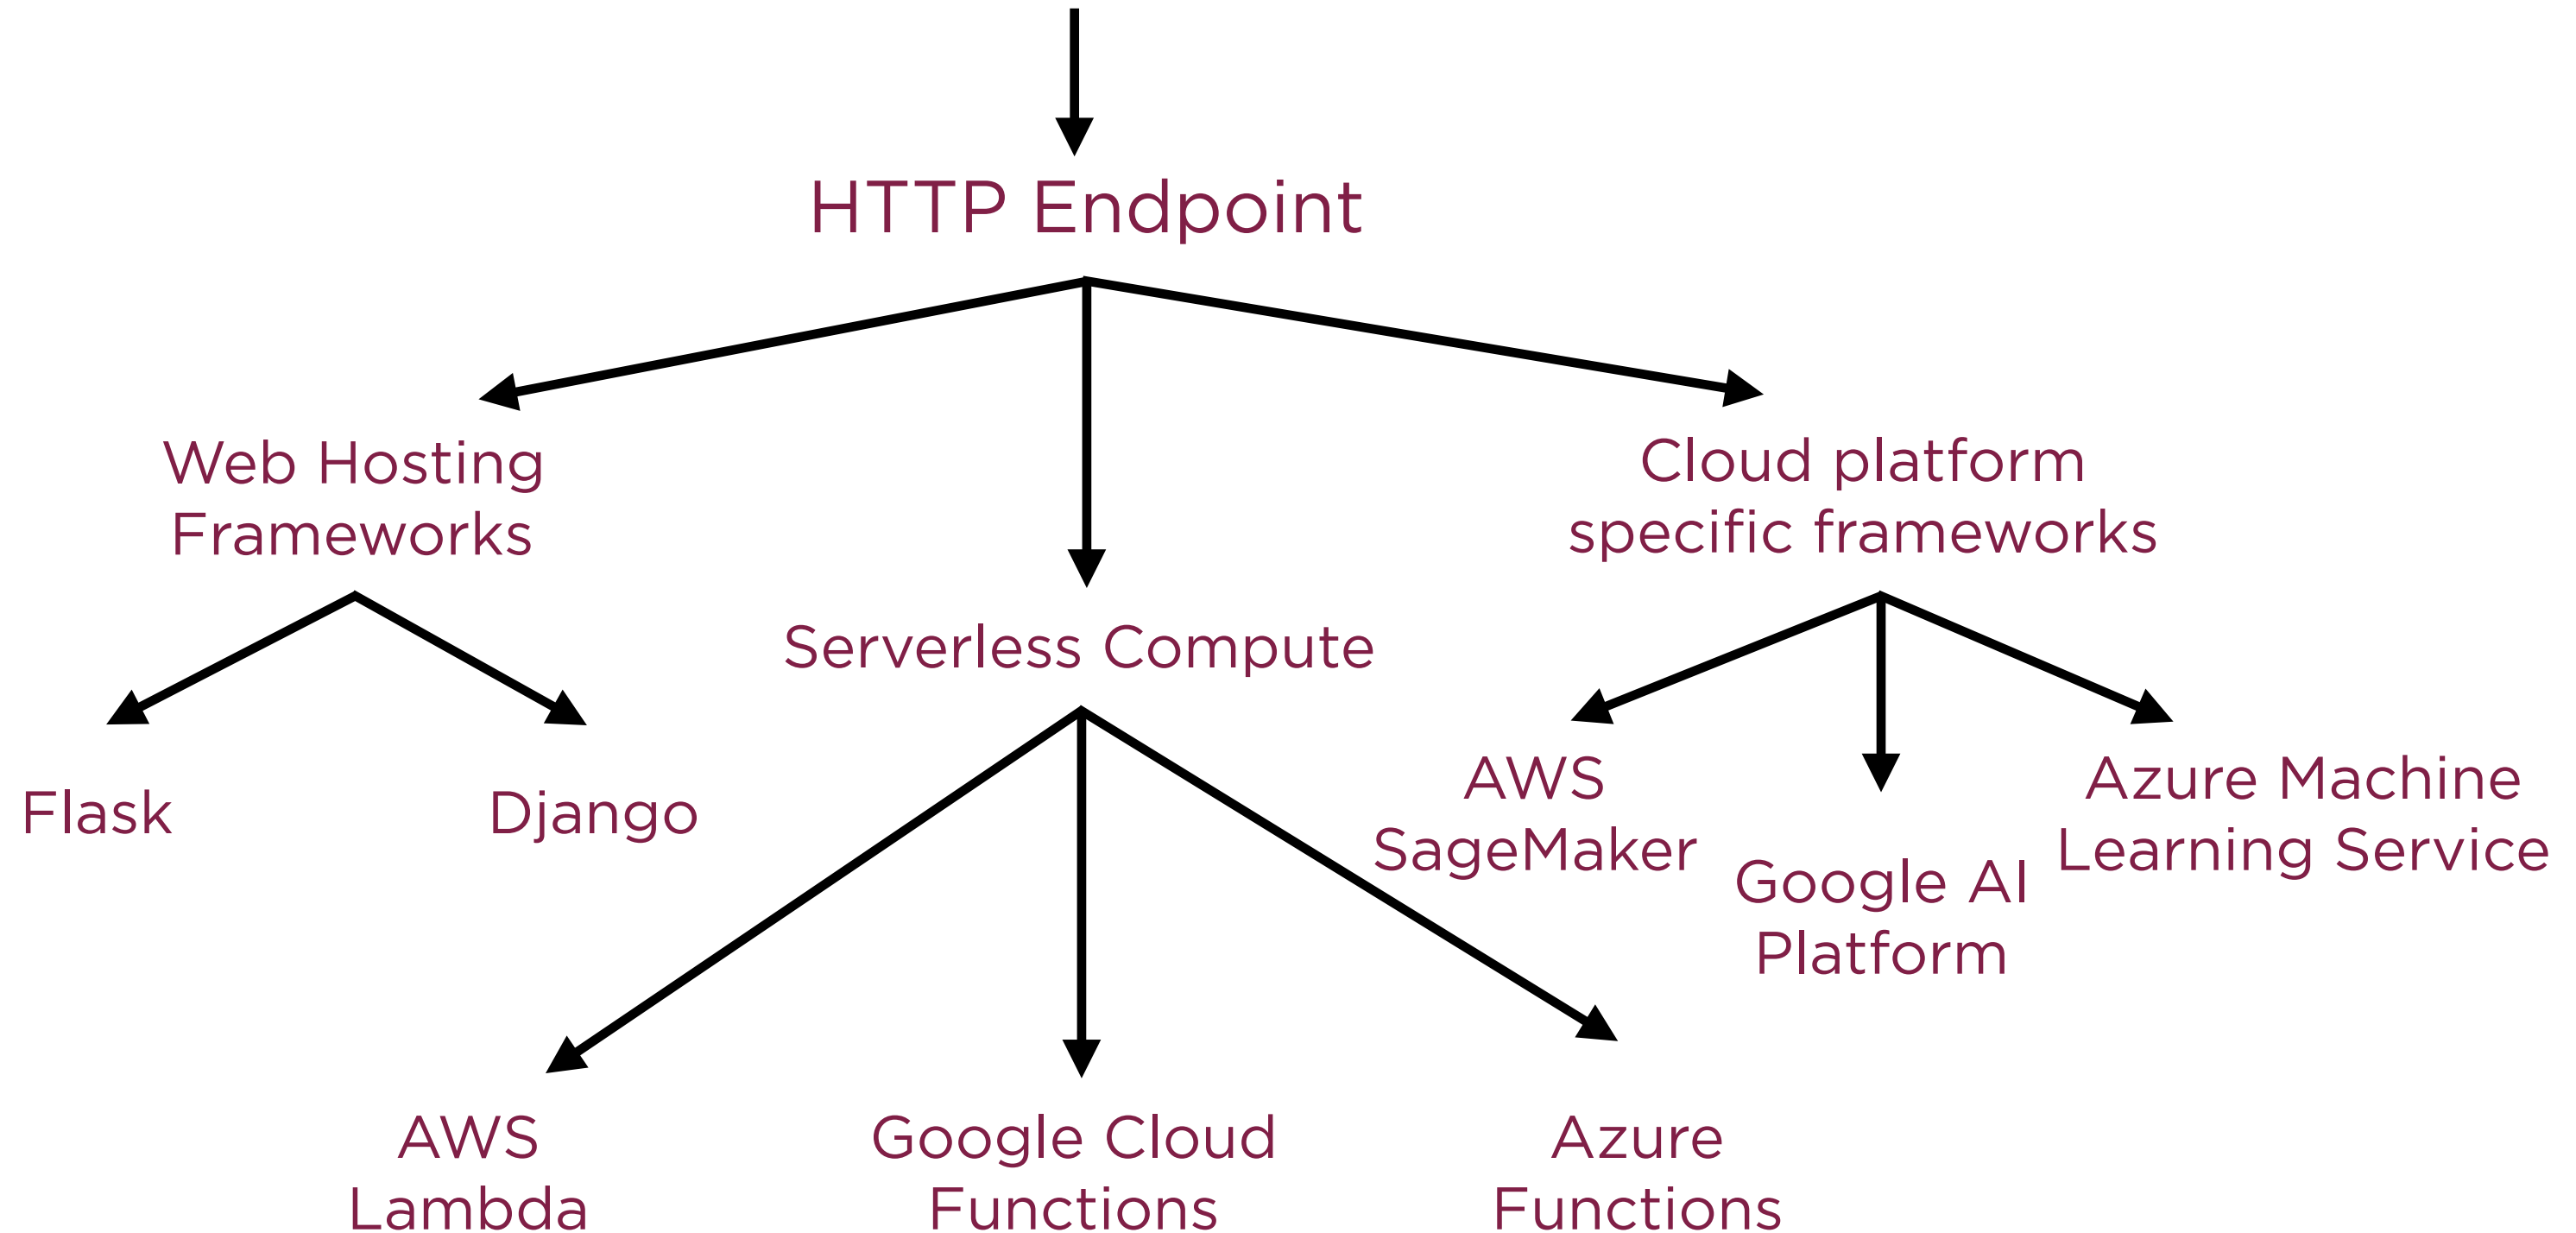 HTTP Endpoint
Web Hosting
Frameworks
Serverless Compute
Cloud platform
specific frameworks
Flask
Django
AWS
SageMaker
Google AI
Platform
Azure Machine
Learning Service
AWS
Lambda
Google Cloud
Functions
Azure
Functions